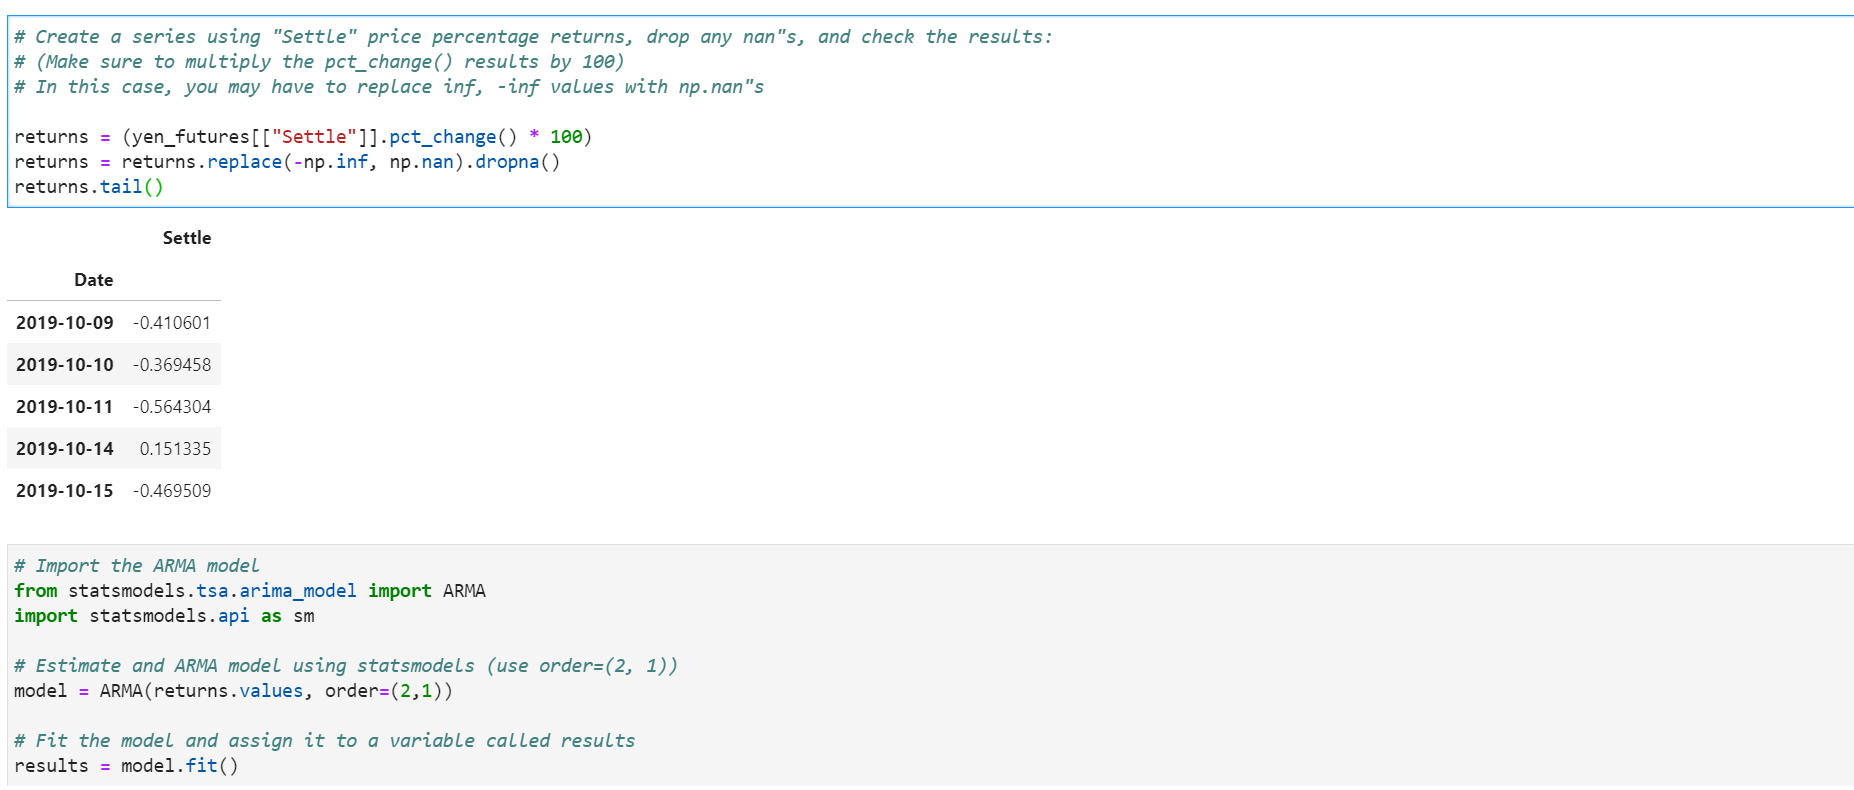 # Create a series using "Settle" price percentage returns, drop any nan"s, and check the results:
# (Make sure to multiply the pct_change() results by 100)
# In this case, you may have to replace inf, -inf values with np.nan"s
returns = (yen_futures[["Settle"]].pct_change() * 100)
returns = returns.replace(-np.inf, np.nan).dropna()
returns.tail()
Settle
Date
2019-10-09 -0.410601
2019-10-10 -0.369458
2019-10-11 -0.564304
2019-10-14 0.151335
2019-10-15 -0.469509
# Import the ARMA model
from statsmodels.tsa.arima_model import ARMA
import statsmodels.api as sm
# Estimate and ARMA model using statsmodels (use order=(2, 1))
model = ARMA(returns.values, order=(2,1))
# Fit the model and assign it to a variable called results
results = model.fit()